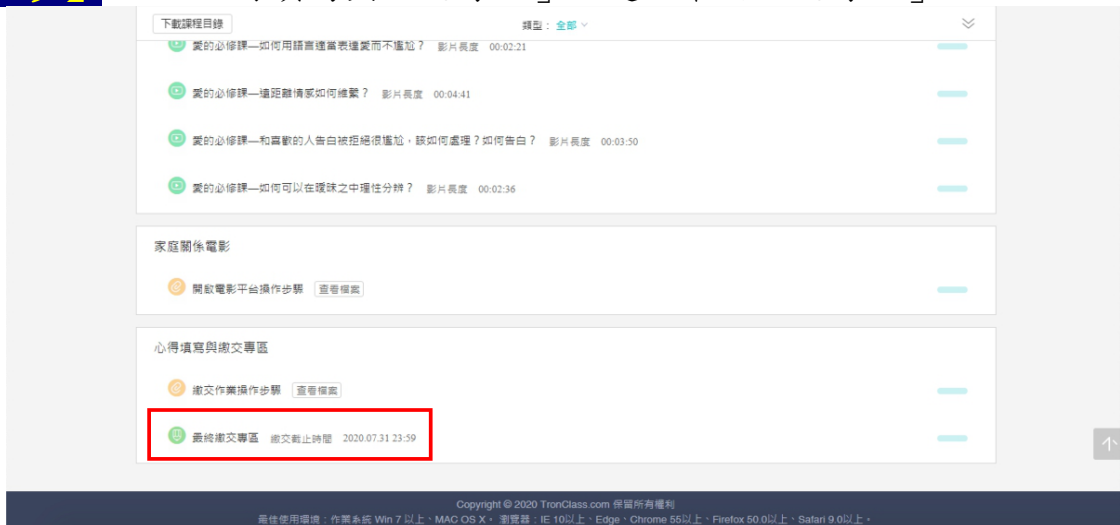 下載課程目錄 類型： 全部
愛的必修課—如何用語言適當表達愛而不尷尬？ 影片長度 00:02:21
愛的必修課—遠距離情感如何維繫？ 影片長度 00:04:41
愛的必修課—和喜歡的人告白被拒絕很尷尬，該如何處理？如何告白？ 影片長度 00:03:50
愛的必修課—如何可以在曖昧之中理性分辨？ 影片長度 00:02:36
家庭關係電影
開啟電影平台操作步驟 查看檔案
心得填寫與繳交專區
繳交作業操作步驟 查看檔案
最終繳交專區 繳交截止時間 2020.07.31 23:59
Copyright © 2020 TronClass.com 保留所有權利
最佳使用環境：作業系統 Win 7 以上、MAC OS X， 瀏覽器：IE 10以上、Edge、Chrome 55以上、Firefox 50.0以上、Safari 9.0以上。